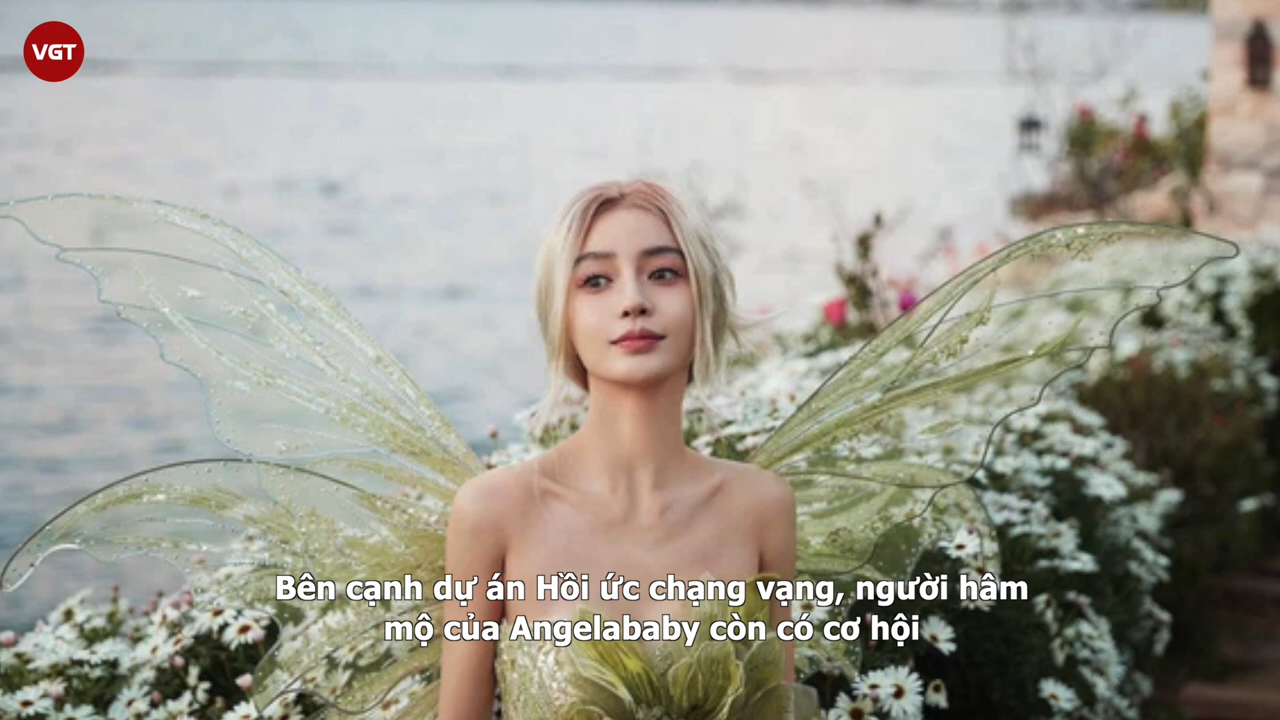 VGT
Bên cạnh dự án Hồi ức chạng vạng, người hâm
mộ của Angelababy còn có cơ hội